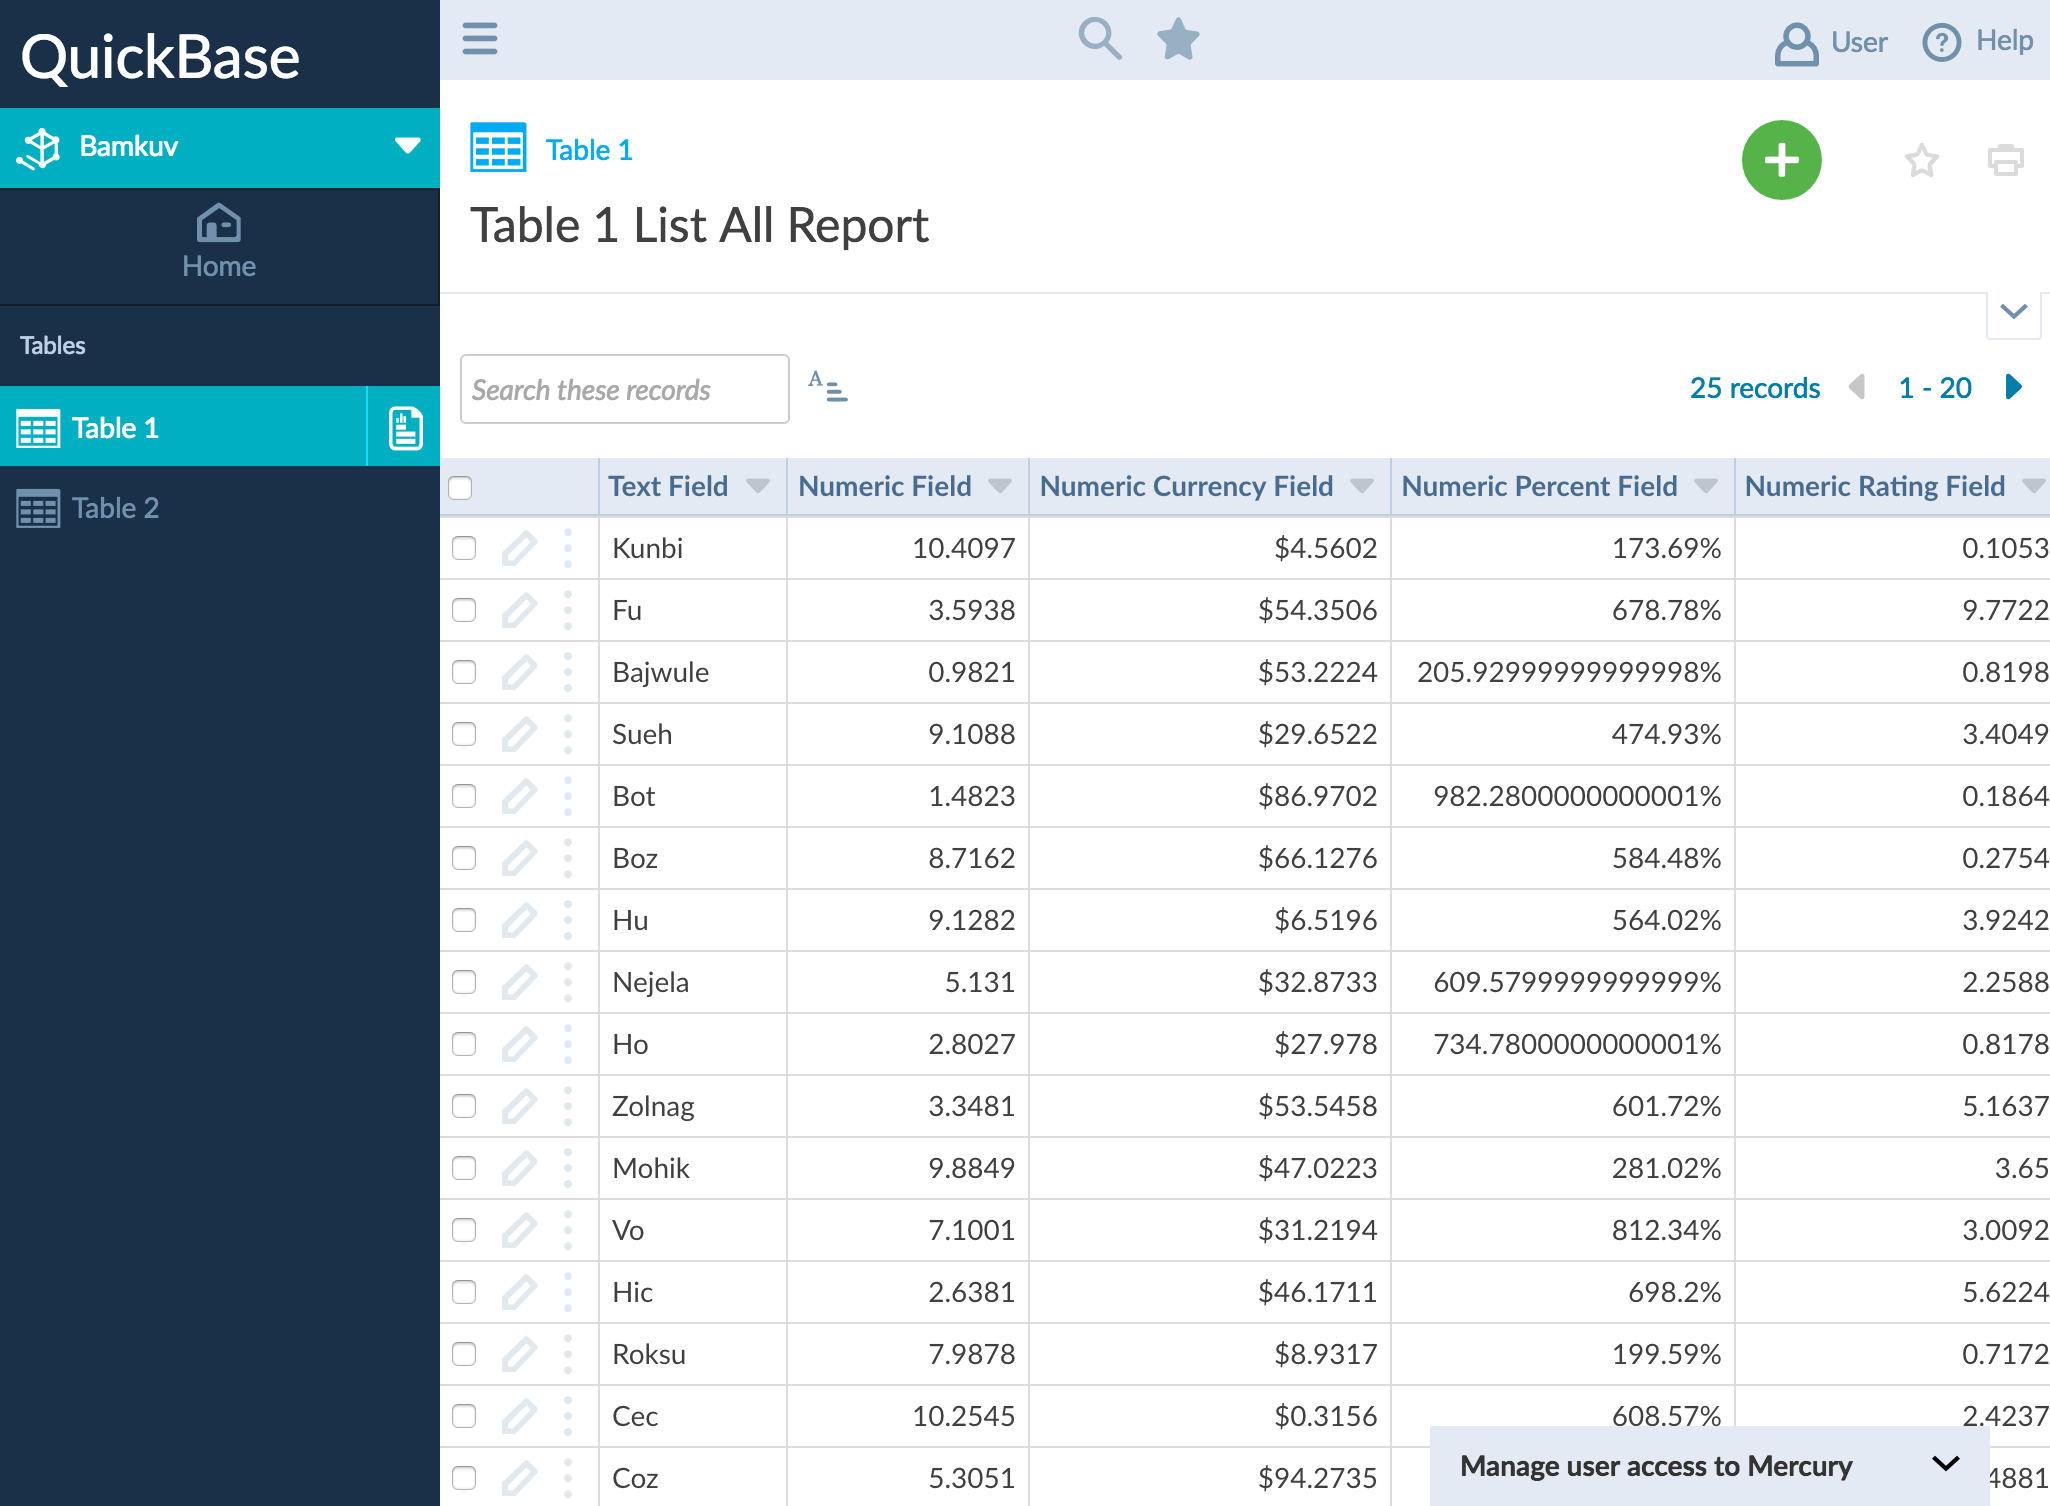 QuickBase
User
Help
Bamkuv
Home
Tables
Table 1
Table 2
Table 1
Table 1 List All Report
Search these records
A
25 records
1 - 20
Text Field Numeric Field Numeric Currency Field Numeric Percent Field Numeric Rating Field
Kunbi 10.4097 $4.5602 173.69% 0.1053
Fu 3.5938 $54.3506 678.78% 9.7722
Bajwule 0.9821 $53.2224 205.92999999999998% 0.8198
Sueh 9.1088 $29.6522 474.93% 3.4049
Bot 1.4823 $86.9702 982.2800000000001% 0.1864
Boz 8.7162 $66.1276 584.48% 0.2754
Hu 9.1282 $6.5196 564.02% 3.9242
Nejela 5.131 $32.8733 609.5799999999999% 2.2588
Ho 2.8027 $27.978 734.7800000000001% 0.8178
Zolnag 3.3481 $53.5458 601.72% 5.1637
Mohik 9.8849 $47.0223 281.02% 3.65
Vo 7.1001 $31.2194 812.34% 3.0092
Hic 2.6381 $46.1711 698.2% 5.6224
Roksu 7.9878 $8.9317 199.59% 0.7172
Cec 10.2545 $0.3156 608.57% 2.4237
Coz 5.3051 $94.2735
Manage user access to Mercury